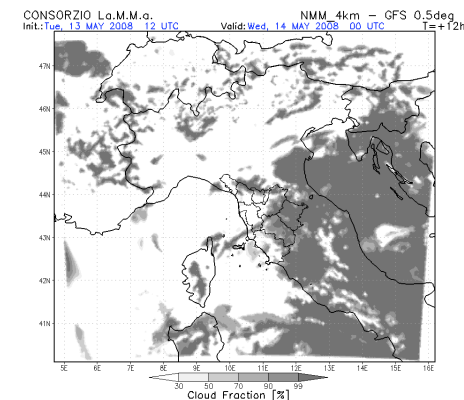 CONSORZIO La.M.M.a. NMM_4km – GFS 0.5deg
Init.:Tue, 13 MAY 2008 12 UTC Valid:Wed, 14 MAY 2008 00 UTC T=+12h
47N
46N
45N
44N
43N
42N
41N
5E 6E 7E 8E 9E 10E 11E 12E 13E 14E 15E 16E
30 50 70 90 99
Cloud Fraction [%]